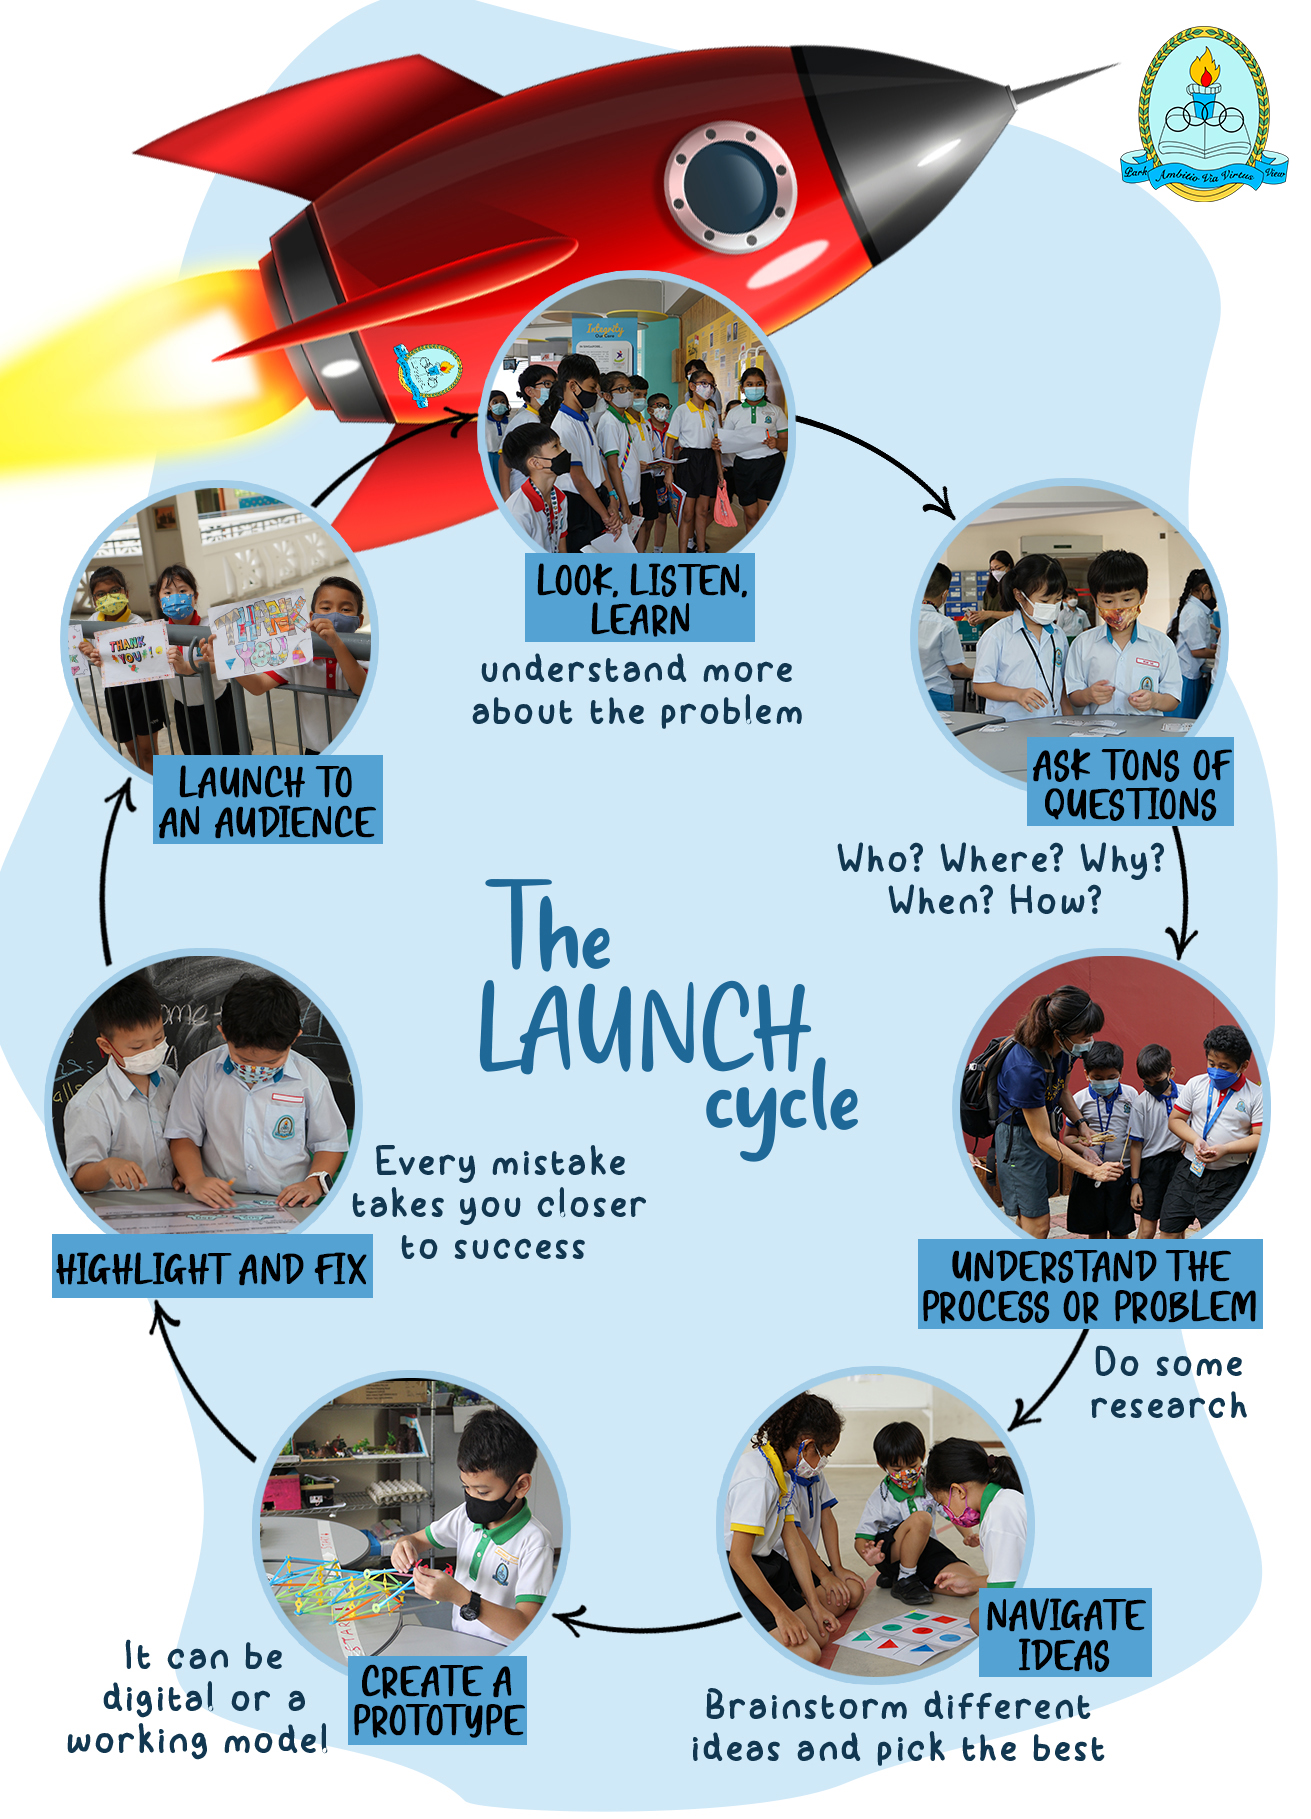 Park Ambitio Via Virtus View
Integrity
LOOK, LISTEN,
LEARN
understand more
about the problem
ASK TONS OF
QUESTIONS
Who? Where? Why?
When? How?
UNDERSTAND THE
PROCESS OR PROBLEM
Do some
research
NAVIGATE
IDEAS
Brainstorm different
ideas and pick the best
CREATE A
PROTOTYPE
It can be
digital or a
working model
START
HIGHLIGHT AND FIX
Every mistake
takes you closer
to success
LAUNCH TO
AN AUDIENCE
THANK
YOU!
THANK
YOU
The
LAUNCH
cycle